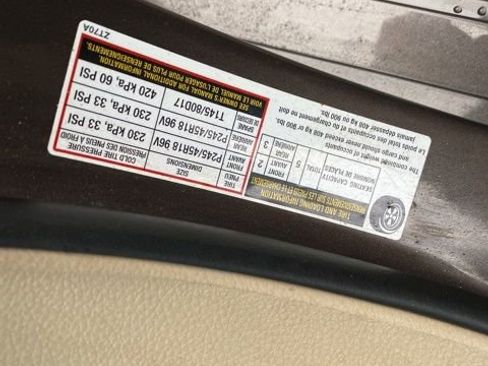 TIRE AND LOADING INFORMATION
RENSEIGNEMENTS SUR LES PNEUS ET LE CHARGEMENT
SEATING CAPACITY TOTAL 5 FRONT 2 REAR 3
NOMBRE DE PLACES AVANT ARRIÈRE
The combined weight of occupants
and cargo should never exceed 408 kg or 900 lbs.
Le poids total des occupants et du chargement ne doit
jamais dépasser 408 kg ou 900 lbs.
TIRE SIZE COLD TIRE PRESSURE
PNEU DIMENSIONS PRESSION DES PNEUS À FROID
FRONT P245/45R18 96V 230 kPa, 33 PSI
AVANT
REAR P245/45R18 96V 230 kPa, 33 PSI
ARRIÈRE
SPARE T145/80D17 420 kPa, 60 PSI
DE SECOURS
SEE OWNER'S MANUAL FOR ADDITIONAL INFORMATION.
VOIR LE MANUEL DE L'USAGER POUR PLUS DE RENSEIGNEMENTS.
ZT70A